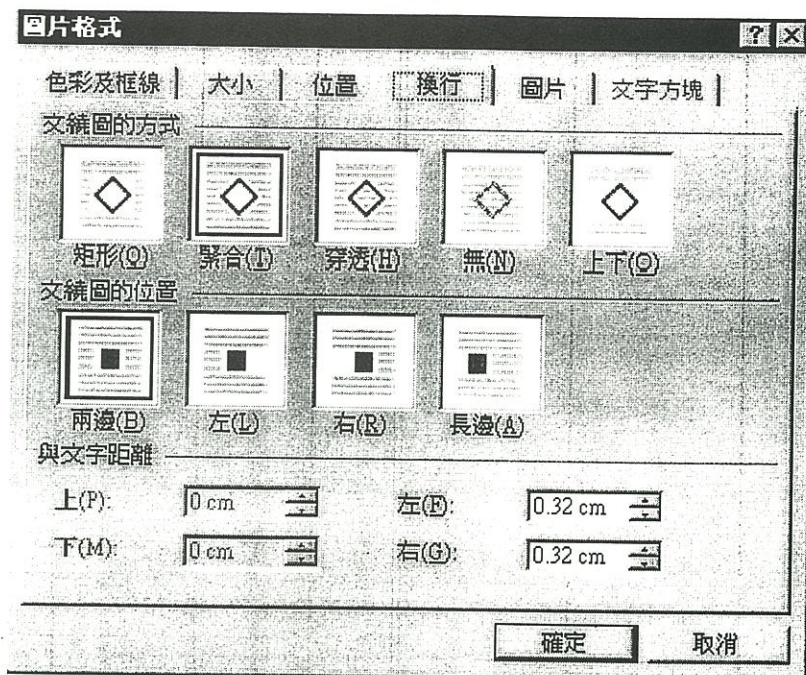 圖片格式
色彩及框線 大小 位置 換行 圖片 文字方塊
文繞圖的方式
矩形(Q) 緊合(T) 穿透(H) 無(N) 上下(O)
文繞圖的位置
兩邊(B) 左(L) 右(R) 長邊(A)
與文字距離
上(P): 0 cm 左(E): 0.32 cm
下(M): 0 cm 右(G): 0.32 cm
確定 取消